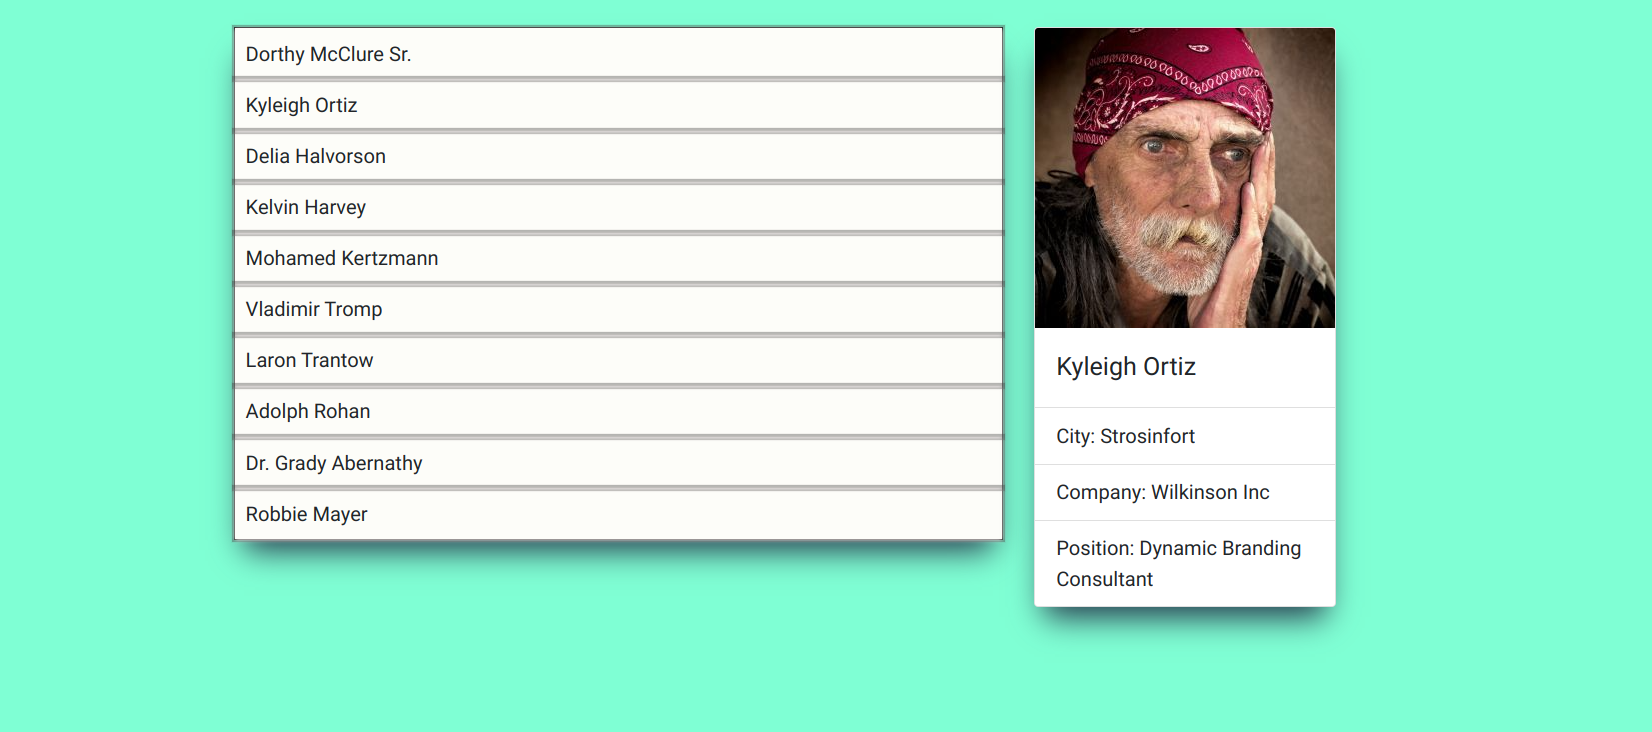 Dorthy McClure Sr.
Kyleigh Ortiz
Delia Halvorson
Kelvin Harvey
Mohamed Kertzmann
Vladimir Tromp
Laron Trantow
Adolph Rohan
Dr. Grady Abernathy
Robbie Mayer
Kyleigh Ortiz
City: Strosinfort
Company: Wilkinson Inc
Position: Dynamic Branding
Consultant